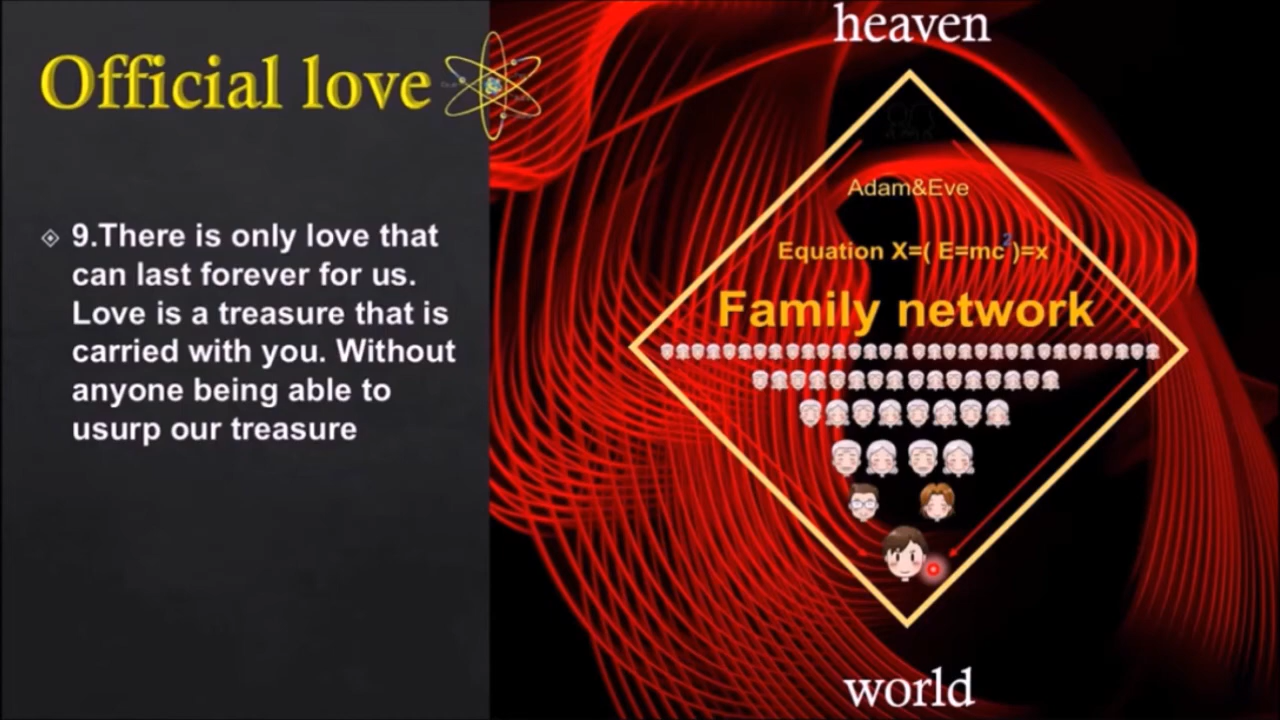 Official love
9.There is only love that
can last forever for us.
Love is a treasure that is
carried with you. Without
anyone being able to
usurp our treasure
heaven
Adam&Eve
Equation X=( E=mc2)=x
Family network
world